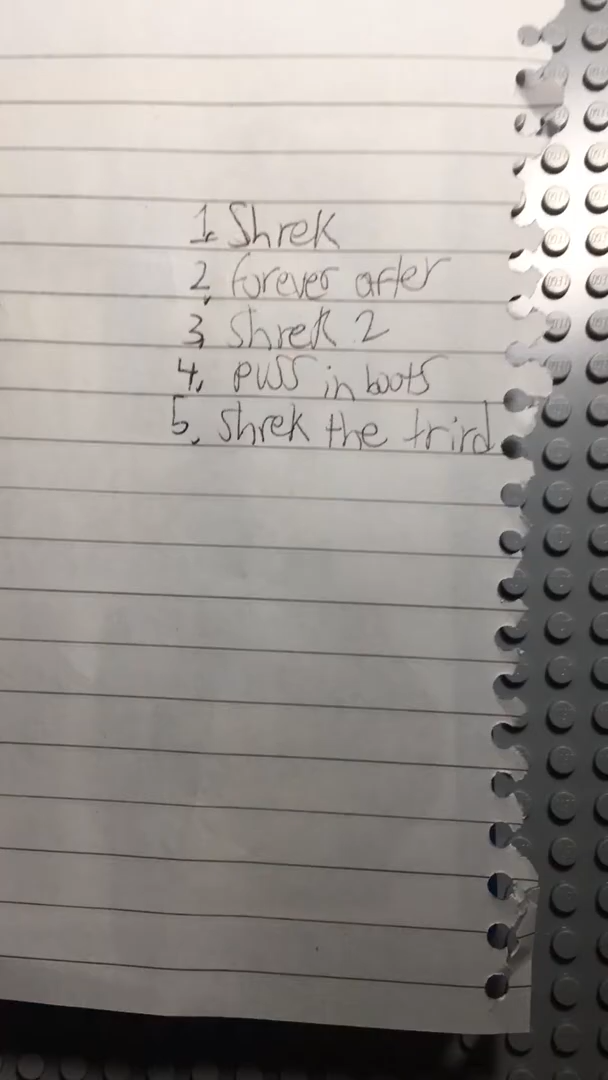 1. Shrek
2. forever after
3. Shrek 2
4. puss in boots
5. Shrek the trird